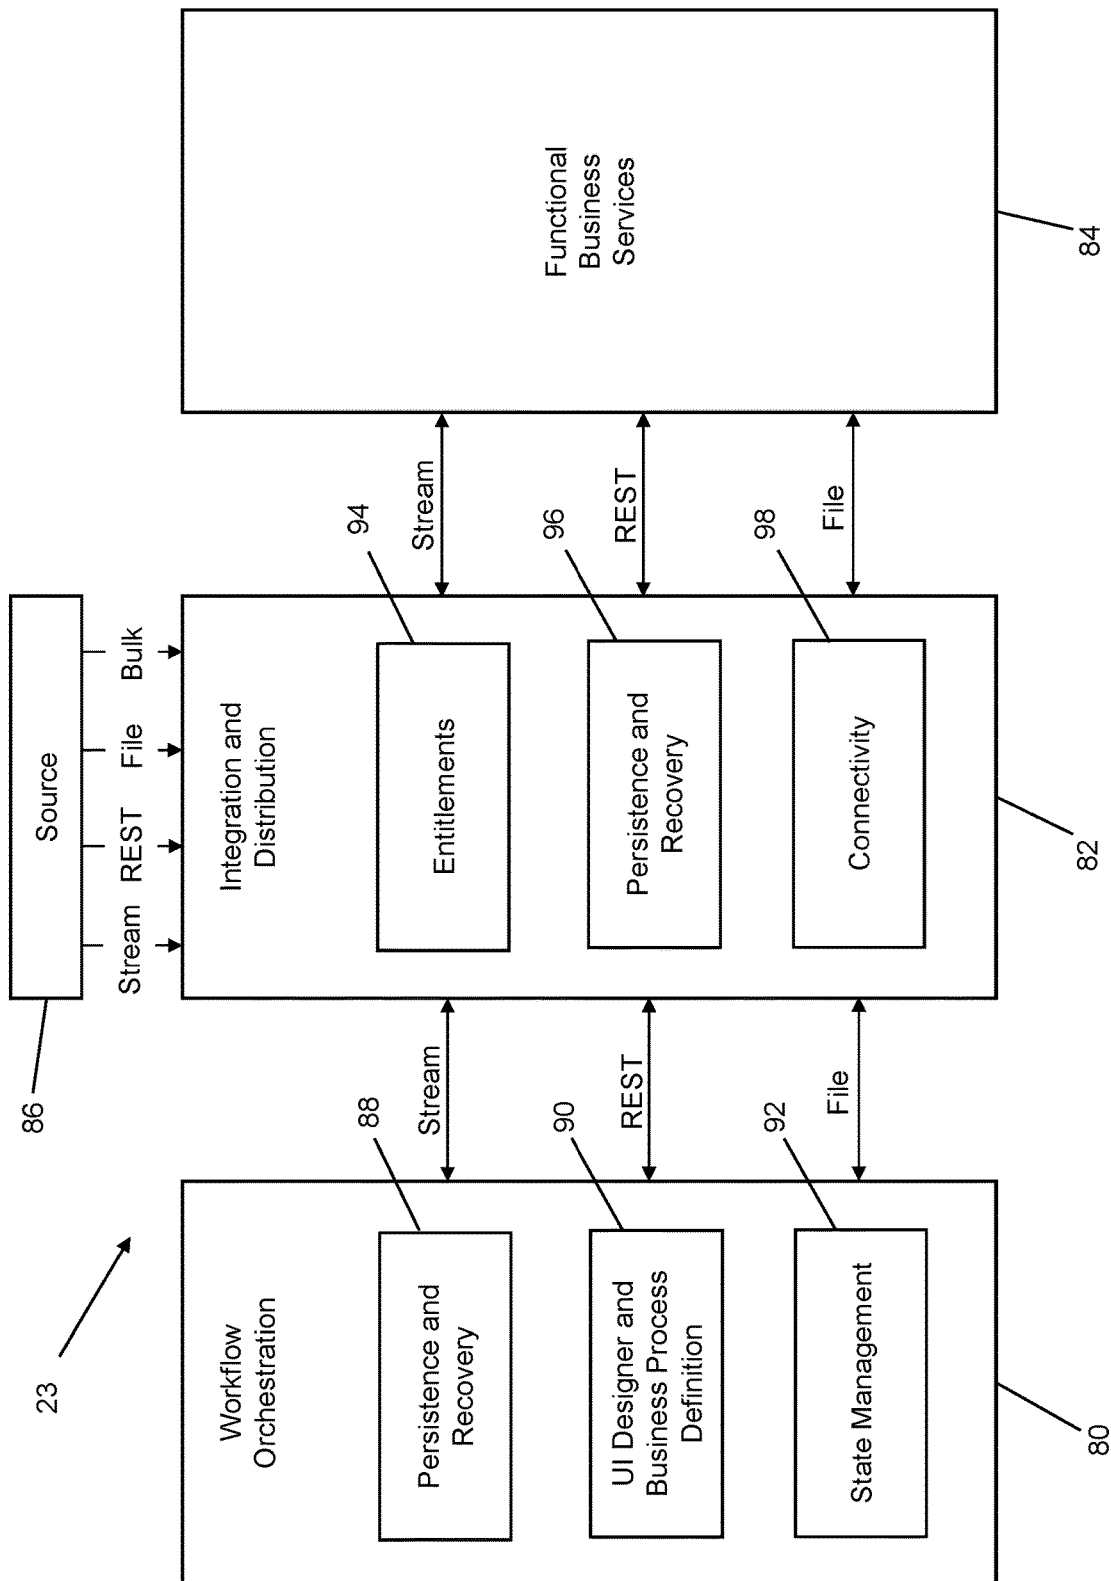 86
Source
Stream
REST
File
Bulk
23
Workflow
Orchestration
88
Persistence and
Recovery
90
UI Designer and
Business Process
Definition
92
State Management
80
Stream
REST
File
Integration and
Distribution
94
Entitlements
96
Persistence and
Recovery
98
Connectivity
82
Stream
REST
File
Functional
Business
Services
84